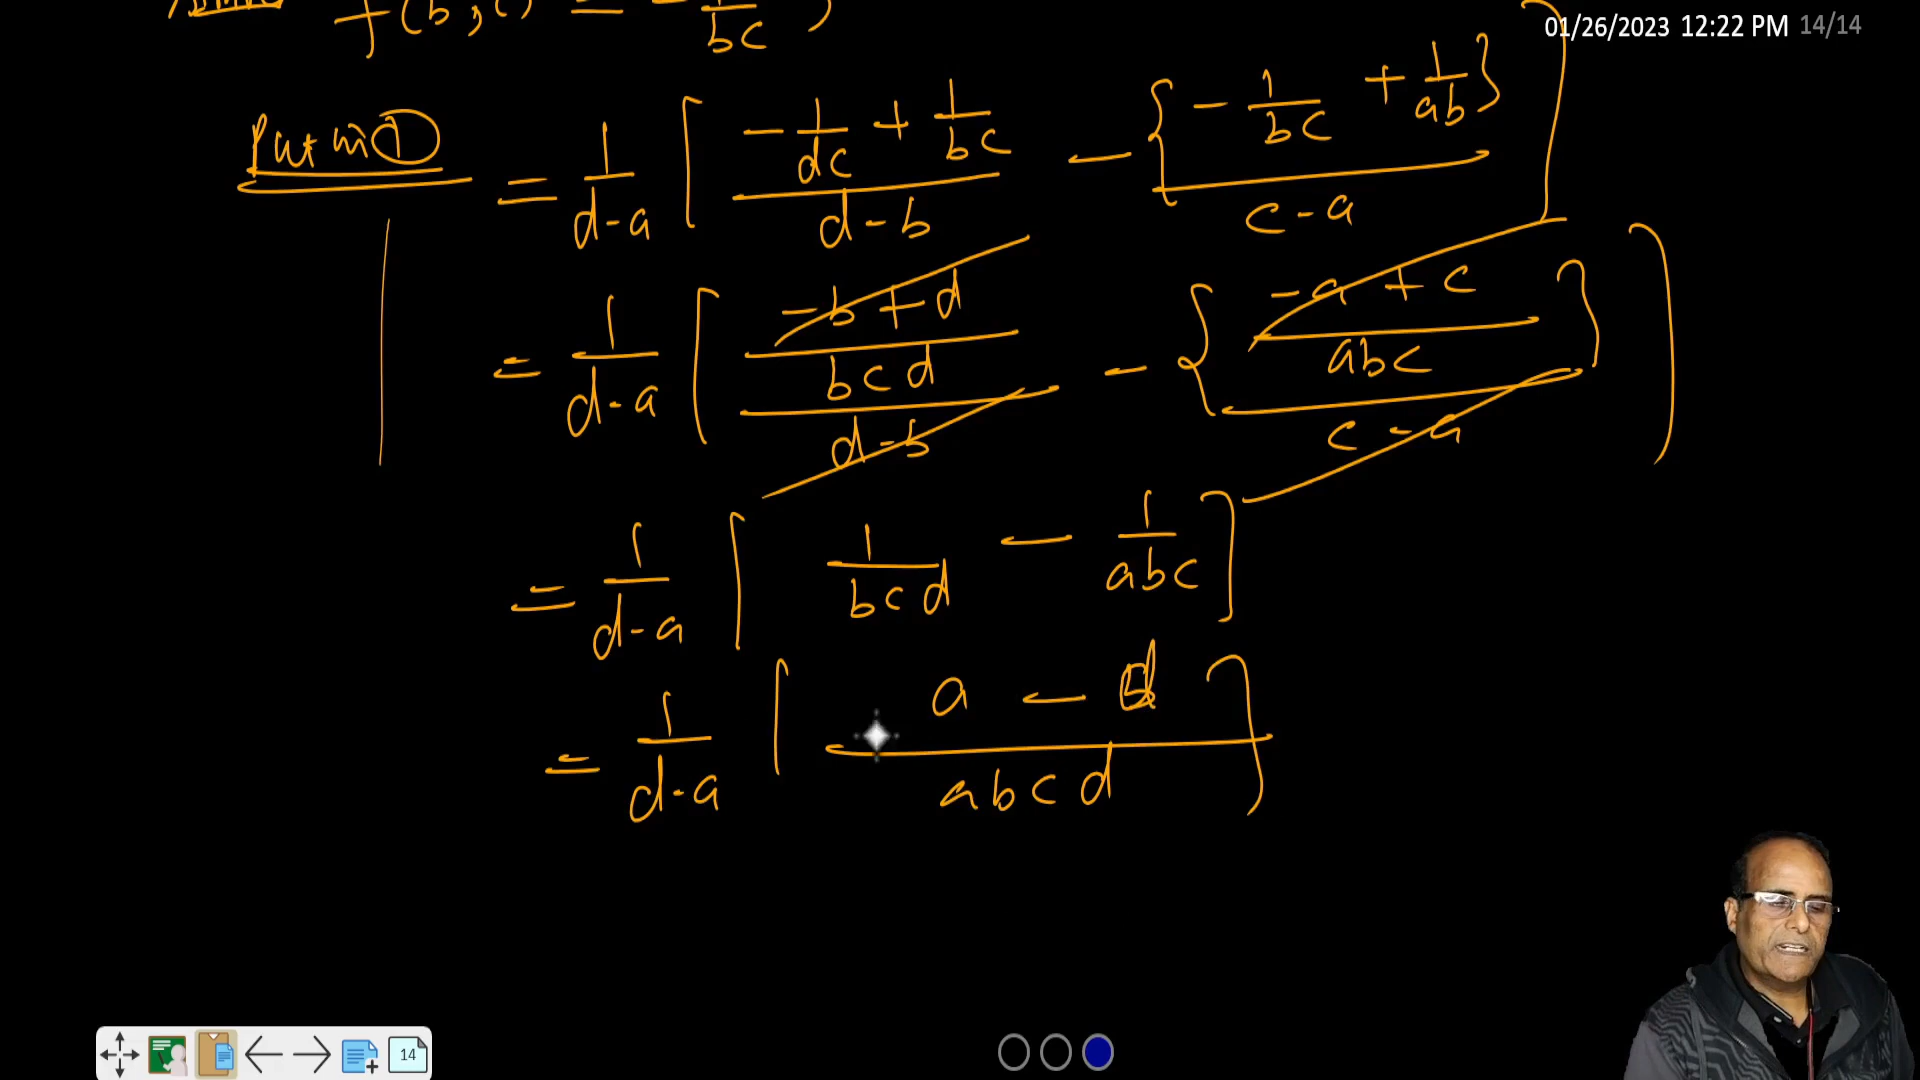 f(b,c) = - 1/bc,
01/26/2023 12:22 PM 14/14
Put in ① = 1/d-a [ (-1/dc + 1/bc)/d-b - {-1/bc + 1/ab}/c-a ]
= 1/d-a [ (-b+d/bcd)/d-b - {(-a+c/abc)/c-a} ]
= 1/d-a [ 1/bcd - 1/abc ]
= 1/d-a [ a-d/abcd ]
14